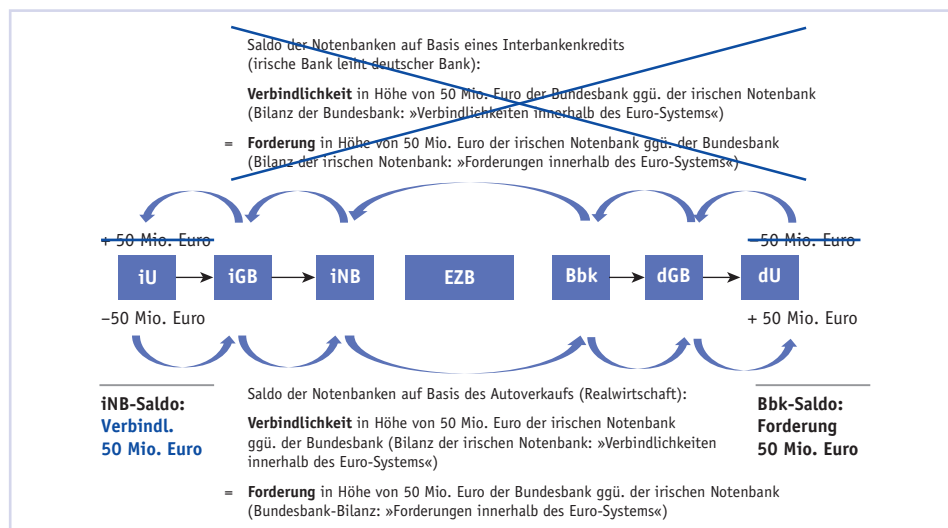 Saldo der Notenbanken auf Basis eines Interbankenkredits
(irische Bank leiht deutscher Bank):
Verbindlichkeit in Höhe von 50 Mio. Euro der Bundesbank ggü. der irischen Notenbank
(Bilanz der Bundesbank: »Verbindlichkeiten innerhalb des Euro-Systems«)
= Forderung in Höhe von 50 Mio. Euro der irischen Notenbank ggü. der Bundesbank
(Bilanz der irischen Notenbank: »Forderungen innerhalb des Euro-Systems«)
+ 50 Mio. Euro
–50 Mio. Euro
iU
iGB
iNB
EZB
Bbk
dGB
dU
–50 Mio. Euro
+ 50 Mio. Euro
iNB-Saldo:
Verbindl.
50 Mio. Euro
Saldo der Notenbanken auf Basis des Autoverkaufs (Realwirtschaft):
Verbindlichkeit in Höhe von 50 Mio. Euro der irischen Notenbank
ggü. der Bundesbank (Bilanz der irischen Notenbank: »Verbindlichkeiten
innerhalb des Euro-Systems«)
= Forderung in Höhe von 50 Mio. Euro der Bundesbank ggü. der irischen Notenbank
(Bundesbank-Bilanz: »Forderungen innerhalb des Euro-Systems«)
Bbk-Saldo:
Forderung
50 Mio. Euro